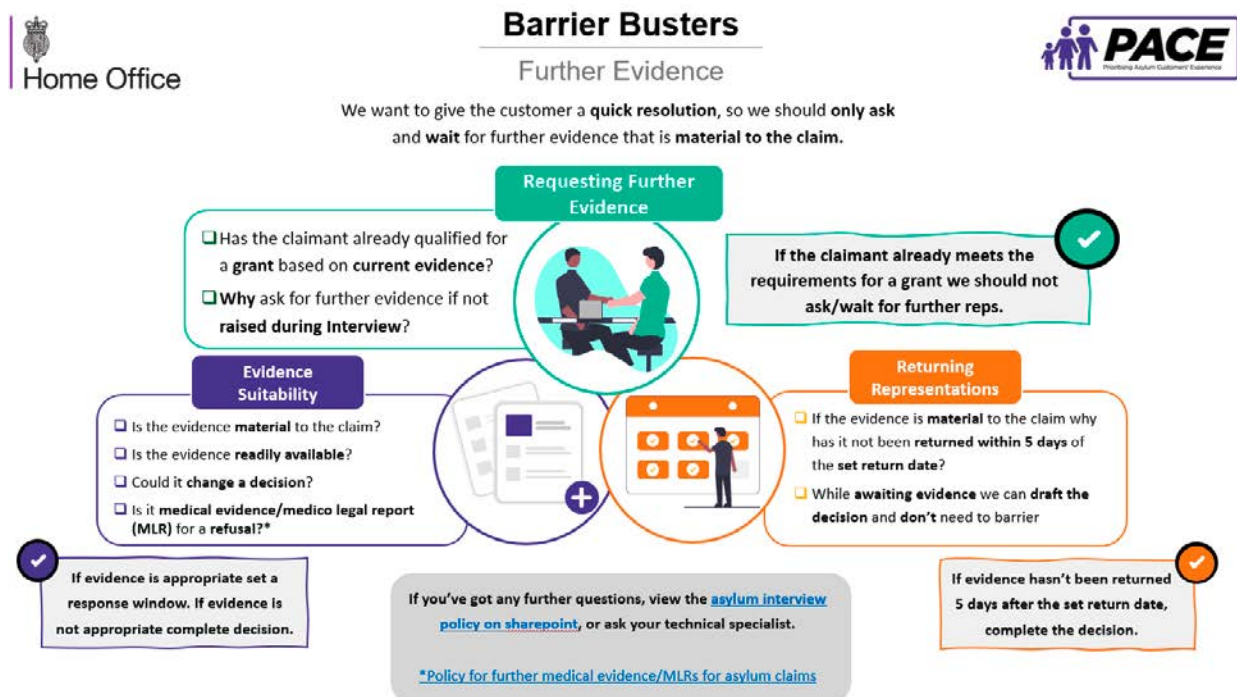 Home Office
Barrier Busters
Further Evidence
PACE
Prioritising Asylum Customers' Experience
We want to give the customer a quick resolution, so we should only ask
and wait for further evidence that is material to the claim.
Requesting Further
Evidence
Has the claimant already qualified for
a grant based on current evidence?
Why ask for further evidence if not
raised during Interview?
If the claimant already meets the
requirements for a grant we should not
ask/wait for further reps.
Evidence
Suitability
Is the evidence material to the claim?
Is the evidence readily available?
Could it change a decision?
Is it medical evidence/medico legal report
(MLR) for a refusal?*
If evidence is appropriate set a
response window. If evidence is
not appropriate complete decision.
Returning
Representations
If the evidence is material to the claim why
has it not been returned within 5 days of
the set return date?
While awaiting evidence we can draft the
decision and don't need to barrier
If evidence hasn't been returned
5 days after the set return date,
complete the decision.
If you've got any further questions, view the asylum interview
policy on sharepoint, or ask your technical specialist.
*Policy for further medical evidence/MLRs for asylum claims